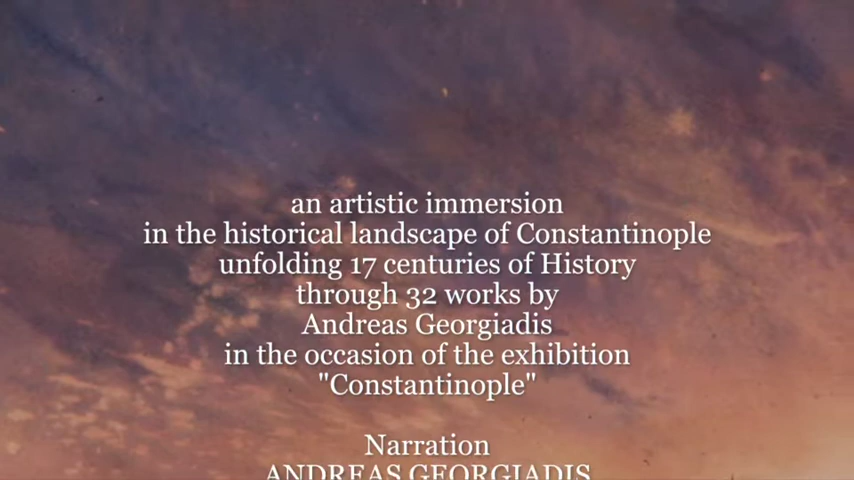 an artistic immersion
in the historical landscape of Constantinople
unfolding 17 centuries of History
through 32 works by
Andreas Georgiadis
in the occasion of the exhibition
"Constantinople"
Narration
ANDREAS GEORGIADIS